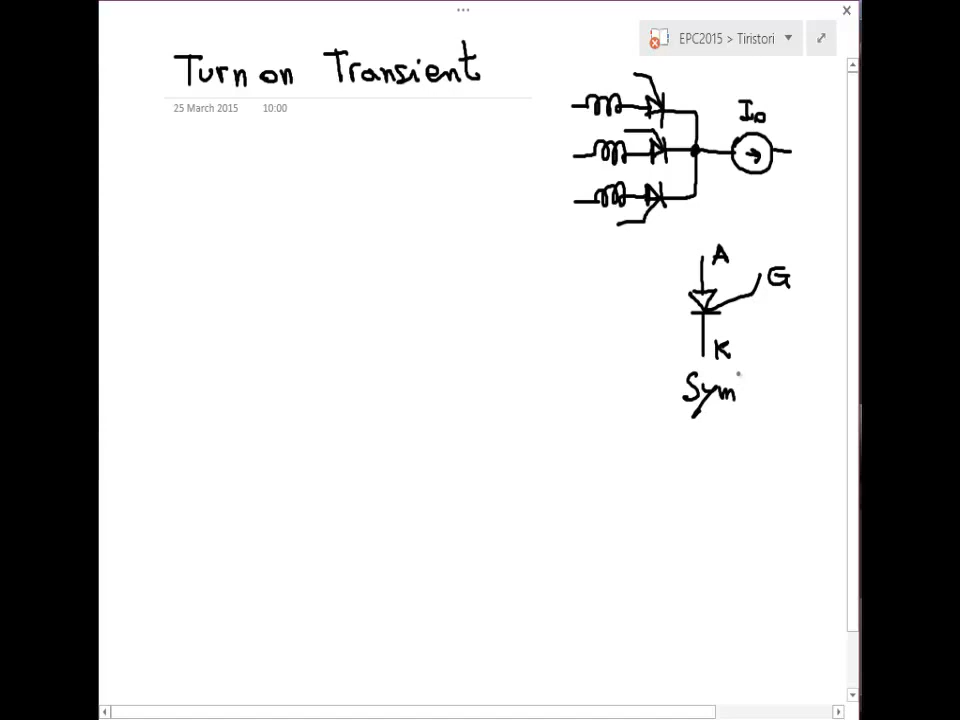 EPC2015 > Tiristori
Turn on Transient
25 March 2015 10:00
Io
A
G
K
Sym